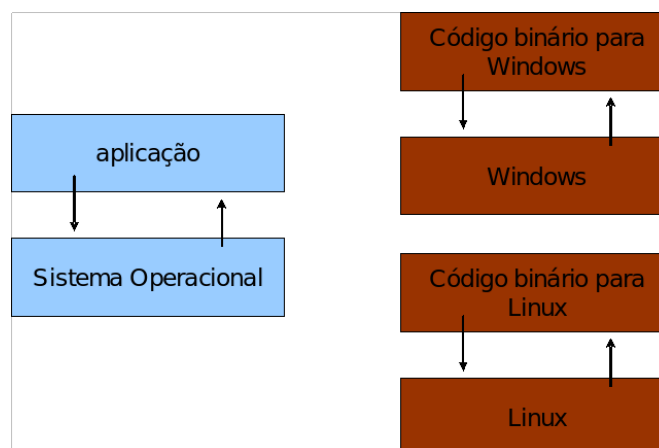 aplicação
Sistema Operacional
Código binário para
Windows
Windows
Código binário para
Linux
Linux